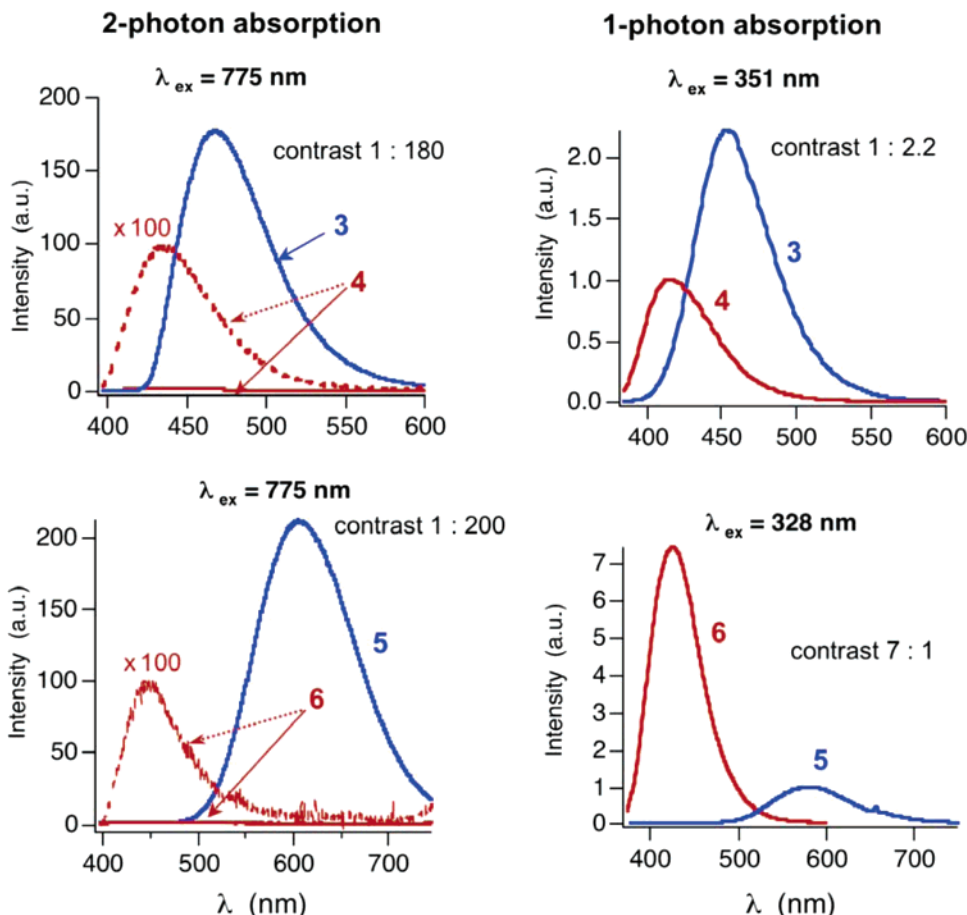 2-photon absorption
1-photon absorption
λ ex = 775 nm
200
150
100
50
0
400 450 500 550 600
Intensity (a.u.)
contrast 1 : 180
x 100
3
4
λ ex = 351 nm
2.0
1.5
1.0
0.5
0.0
400 450 500 550 600
Intensity (a.u.)
contrast 1 : 2.2
3
4
λ ex = 775 nm
200
150
100
50
0
400 500 600 700
Intensity (a.u.)
contrast 1 : 200
x 100
5
6
λ (nm)
λ ex = 328 nm
7
6
5
4
3
2
1
0
400 500 600 700
Intensity (a.u.)
contrast 7 : 1
6
5
λ (nm)